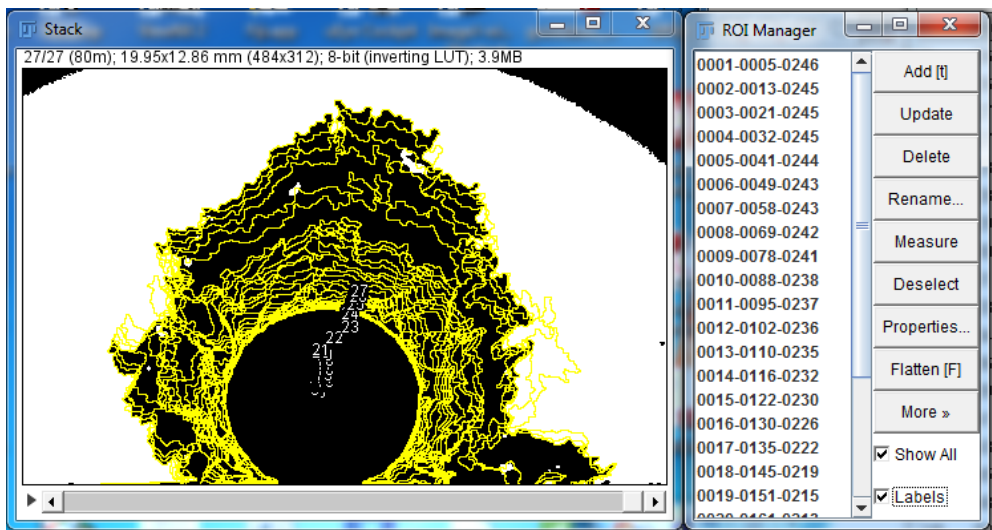 Stack
27/27 (80m); 19.95x12.86 mm (484x312); 8-bit (inverting LUT); 3.9MB
27
24
23
22
21
ROI Manager
0001-0005-0246
0002-0013-0245
0003-0021-0245
0004-0032-0245
0005-0041-0244
0006-0049-0243
0007-0058-0243
0008-0069-0242
0009-0078-0241
0010-0088-0238
0011-0095-0237
0012-0102-0236
0013-0110-0235
0014-0116-0232
0015-0122-0230
0016-0130-0226
0017-0135-0222
0018-0145-0219
0019-0151-0215
Add [t]
Update
Delete
Rename...
Measure
Deselect
Properties...
Flatten [F]
More »
Show All
Labels